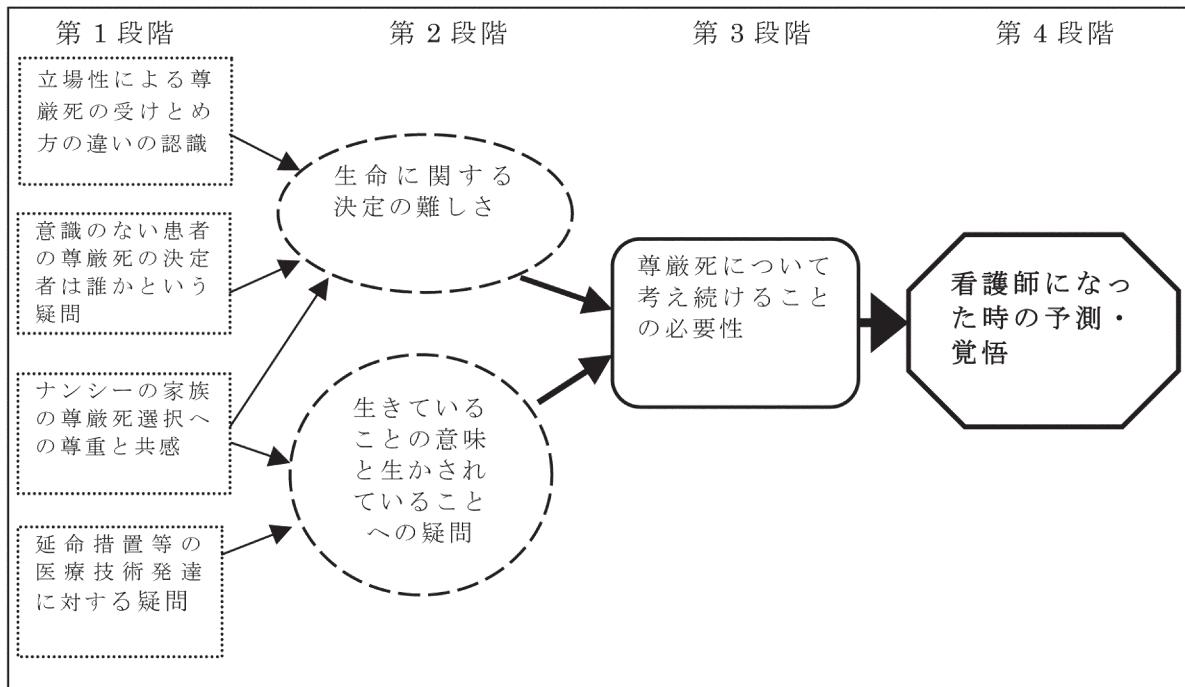 第1段階 第2段階 第3段階 第4段階
立場性による尊
厳死の受けとめ
方の違いの認識
意識のない患者
の尊厳死の決定
者は誰かという
疑問
ナンシーの家族
の尊厳死選択へ
の尊重と共感
延命措置等の
医療技術発達
に対する疑問
生命に関する
決定の難しさ
生きている
ことの意味
と生かされ
ていること
への疑問
尊厳死について
考え続けること
の必要性
看護師になっ
た時の予測・
覚悟